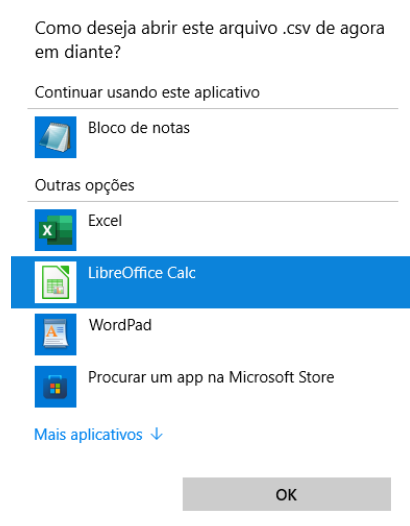 Como deseja abrir este arquivo .csv de agora
em diante?
Continuar usando este aplicativo
Bloco de notas
Outras opções
Excel
LibreOffice Calc
WordPad
Procurar um app na Microsoft Store
Mais aplicativos ↓
OK